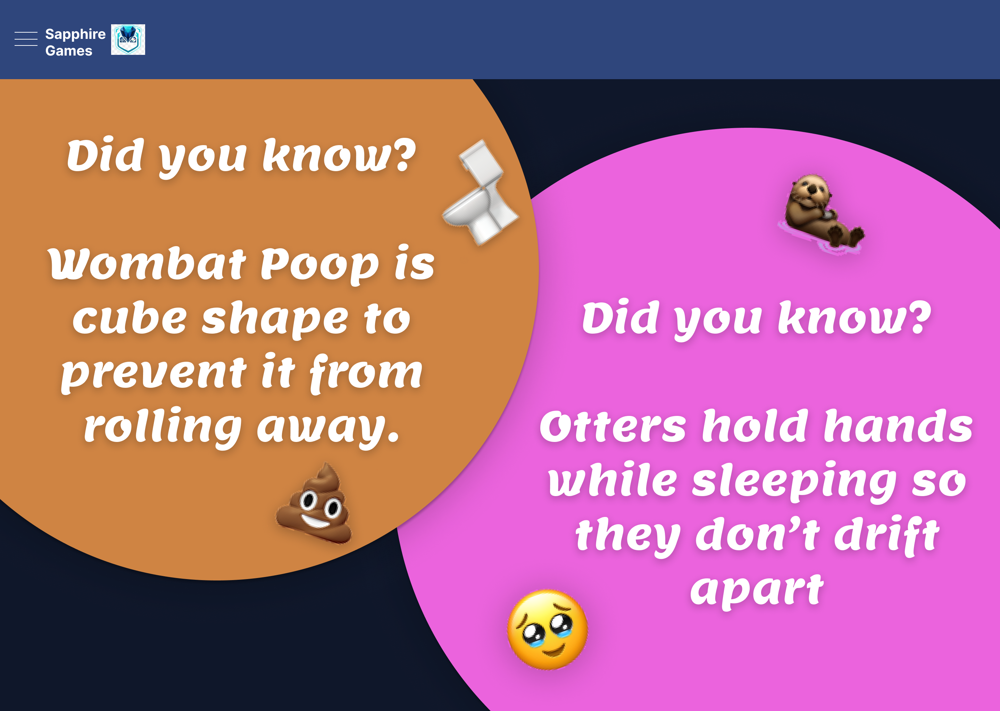 Sapphire
Games
Did you know?
Wombat Poop is
cube shape to
prevent it from
rolling away.
Did you know?
Otters hold hands
while sleeping so
they don’t drift
apart